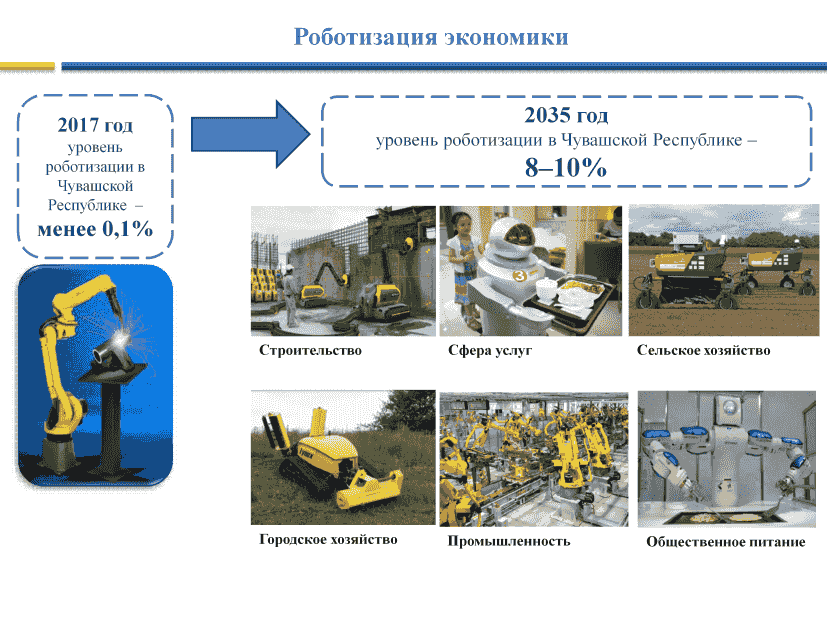 Роботизация экономики
2017 год
уровень
роботизации в
Чувашской
Республике –
менее 0,1%
2035 год
уровень роботизации в Чувашской Республике –
8–10%
3
Строительство
Сфера услуг
Сельское хозяйство
Городское хозяйство
Промышленность
Общественное питание